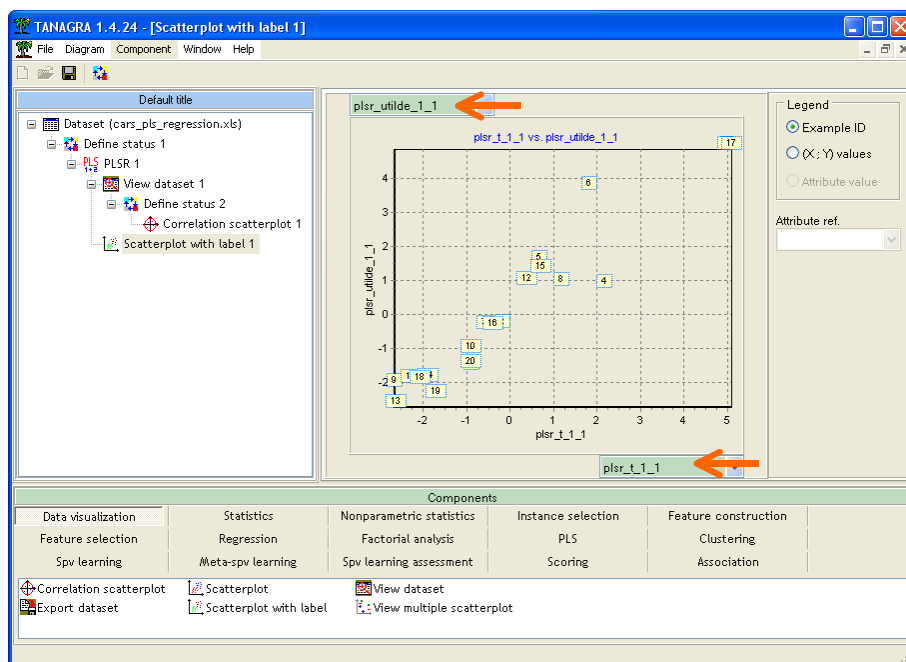 TANAGRA 1.4.24 - [Scatterplot with label 1]
File Diagram Component Window Help
Default title
Dataset (cars_pls_regression.xls)
Define status 1
PLS 1+2 PLSR 1
View dataset 1
Define status 2
Correlation scatterplot 1
Scatterplot with label 1
plsr_utilde_1_1
plsr_t_1_1 vs. plsr_utilde_1_1
17
4
6
3
2
5
15
plsr_utilde_1_1
1
12 8 4
0
16
-1
10
20
-2
9 18
19
13
-2 -1 0 1 2 3 4 5
plsr_t_1_1
plsr_t_1_1
Legend
Example ID
(X ; Y) values
Attribute value
Attribute ref.
Components
Data visualization Statistics Nonparametric statistics Instance selection Feature construction
Feature selection Regression Factorial analysis PLS Clustering
Spv learning Meta-spv learning Spv learning assessment Scoring Association
Correlation scatterplot Scatterplot View dataset
Export dataset Scatterplot with label View multiple scatterplot